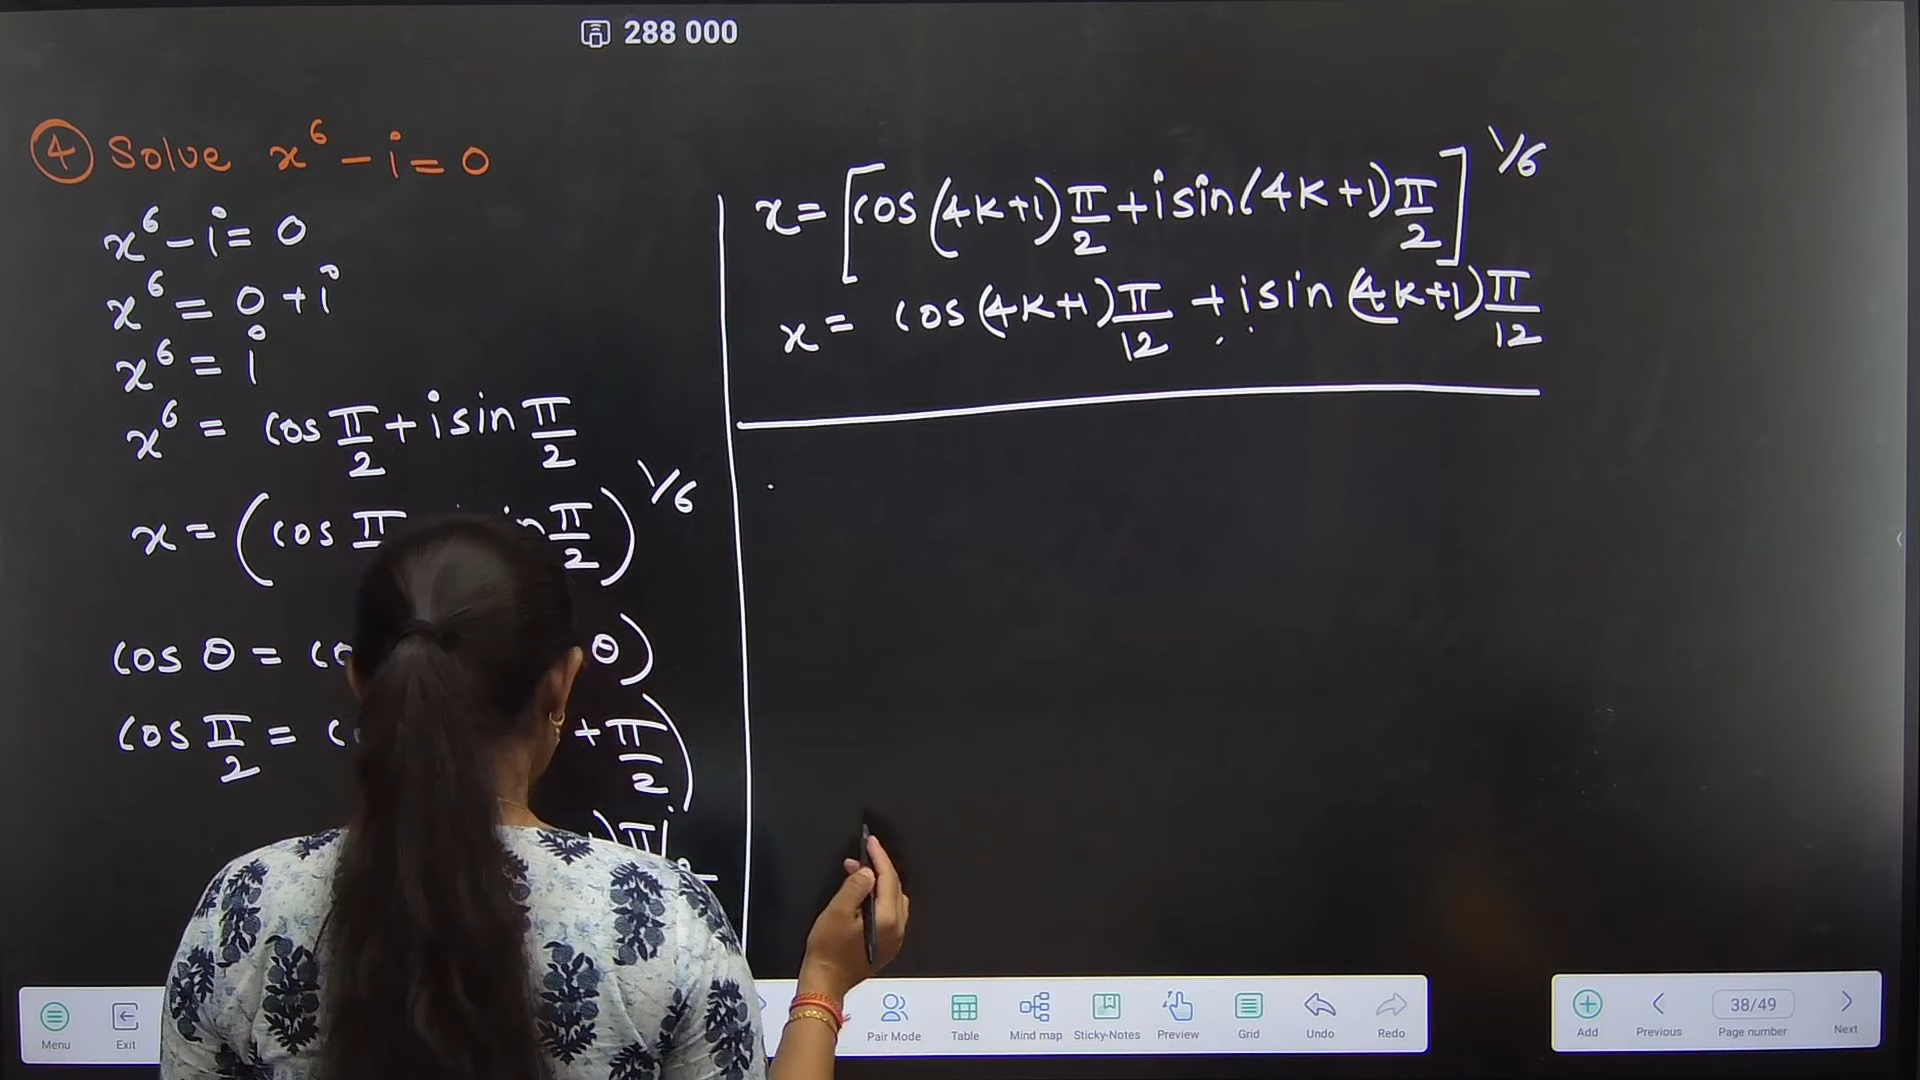 288 000
④ Solve x⁶ - i = 0
x⁶ - i = 0
x⁶ = 0 + i
x⁶ = i
x⁶ = cos π/2 + i sin π/2
x = (cos π in π/2)^1/6
cos θ = co θ)
cos π/2 = c + π/2)
)π
x = [cos (4K+1) π/2 + i sin (4K+1) π/2]^1/6
x = cos (4K+1) π/12 + i sin (4K+1) π/12
Menu
Exit
Pair Mode
Table
Mind map
Sticky-Notes
Preview
Grid
Undo
Redo
Add
Previous
38/49
Page number
Next